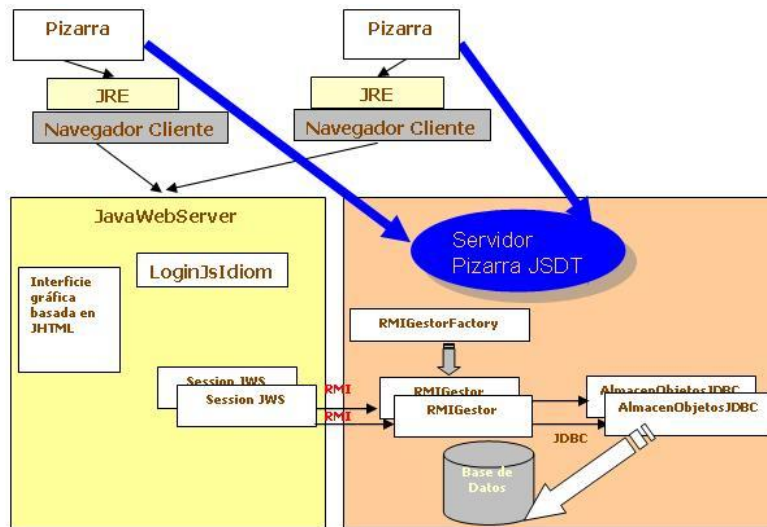 Pizarra
Pizarra
JRE
JRE
Navegador Cliente
Navegador Cliente
JavaWebServer
Servidor
Pizarra JSDT
LoginJsIdiom
Interficie
gráfica
basada en
JHTML
RMIGestorFactory
Session JWS
Session JWS
RMI
RMI
RMIGestor
RMIGestor
AlmacenObjetosJDBC
AlmacenObjetosJDBC
JDBC
Base de
Datos